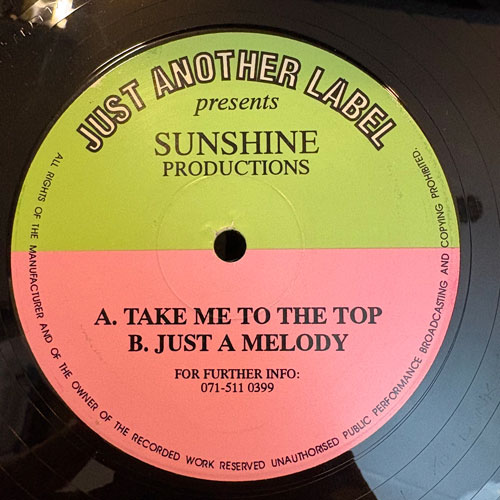 JUST ANOTHER LABEL
presents
SUNSHINE
PRODUCTIONS
A. TAKE ME TO THE TOP
B. JUST A MELODY
FOR FURTHER INFO:
071-511 0399
ALL RIGHTS OF THE MANUFACTURER AND OF THE OWNER OF THE RECORDED WORK RESERVED UNAUTHORISED PUBLIC PERFORMANCE BROADCASTING AND COPYING PROHIBITED.